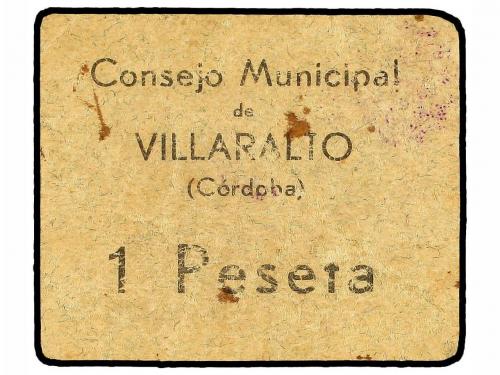 Consejo Municipal
de
VILLARALTO
(Córdoba)
1 Peseta